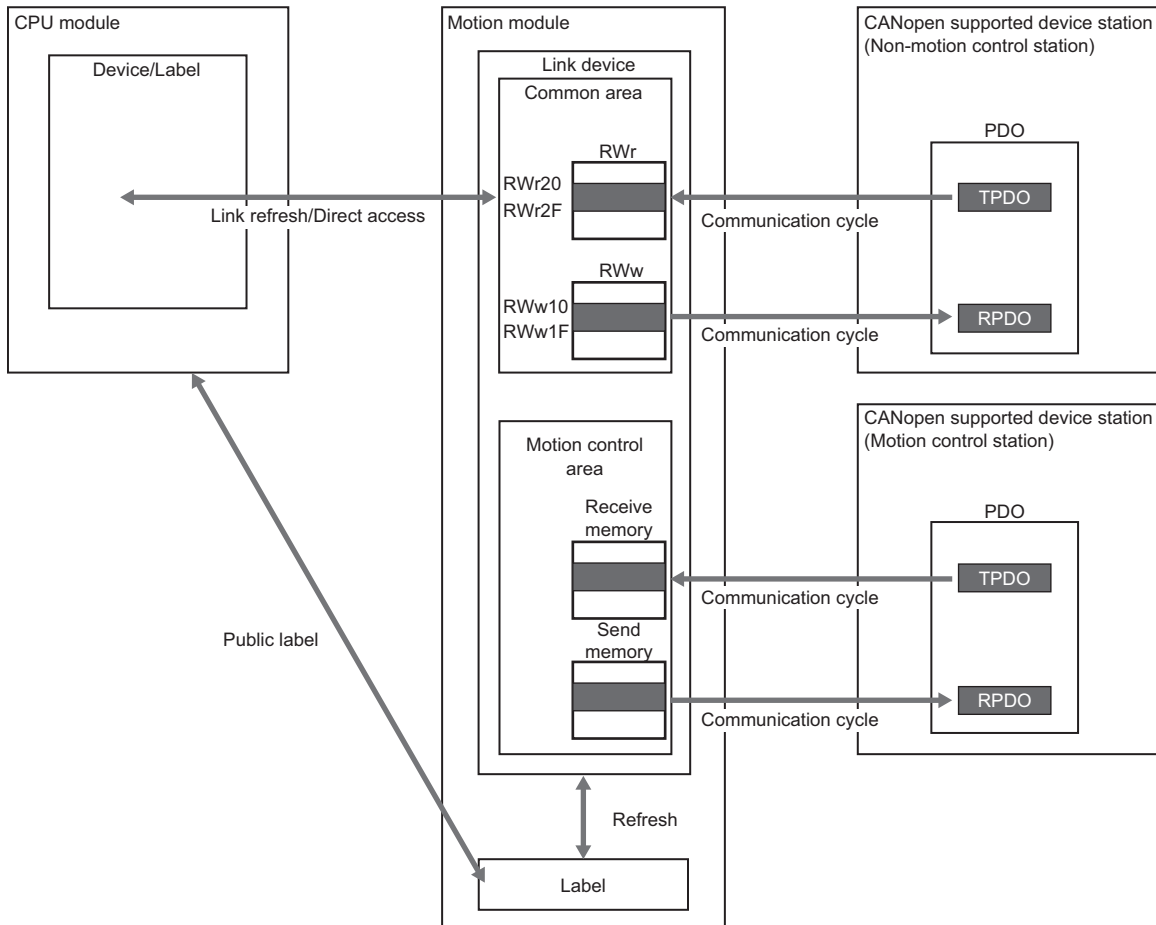 CPU module
Device/Label
Link refresh/Direct access
Public label
Motion module
Link device
Common area
RWr
RWr20
RWr2F
RWw
RWw10
RWw1F
Motion control
area
Receive
memory
Send
memory
Refresh
Label
Communication cycle
Communication cycle
Communication cycle
Communication cycle
CANopen supported device station
(Non-motion control station)
PDO
TPDO
RPDO
CANopen supported device station
(Motion control station)
PDO
TPDO
RPDO